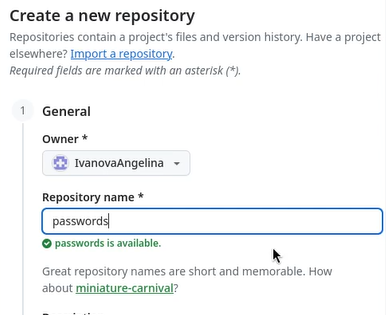 Create a new repository
Repositories contain a project's files and version history. Have a project
elsewhere? Import a repository.
Required fields are marked with an asterisk (*).
1 General
Owner *
IvanovaAngelina
Repository name *
passwords
passwords is available.
Great repository names are short and memorable. How
about miniature-carnival?